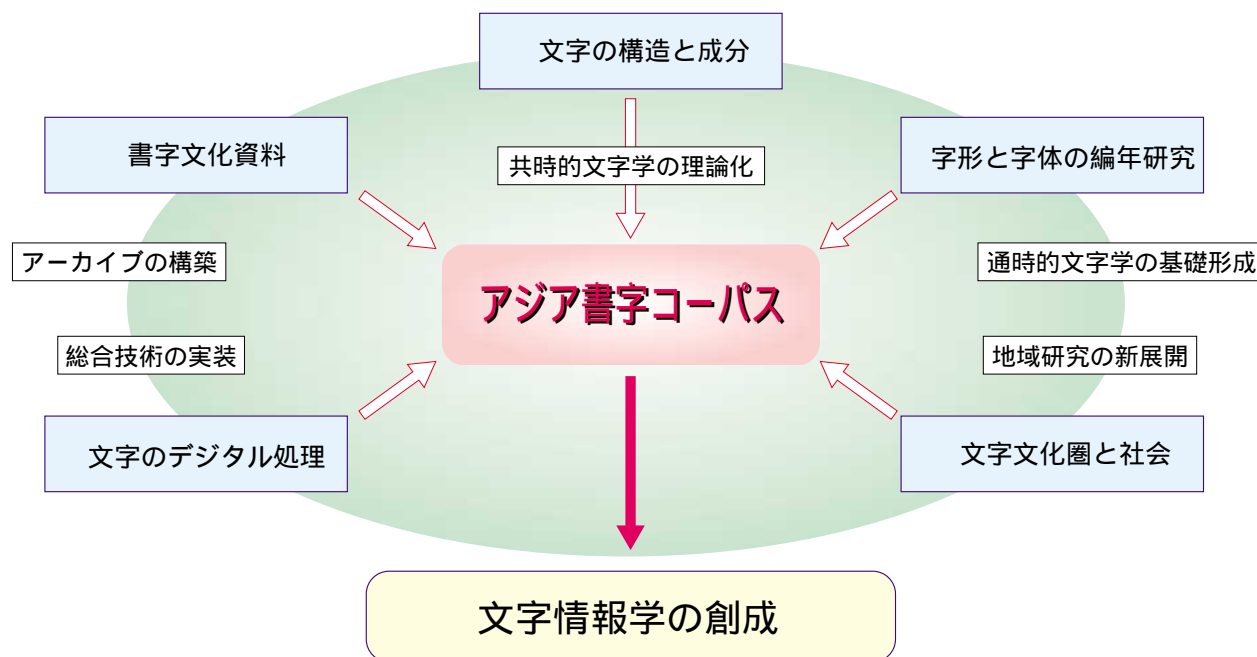 文字の構造と成分
書字文化資料
共時的文字学の理論化
字形と字体の編年研究
アーカイブの構築
通時的文字学の基礎形成
アジア書字コーパス
総合技術の実装
地域研究の新展開
文字のデジタル処理
文字文化圏と社会
文字情報学の創成